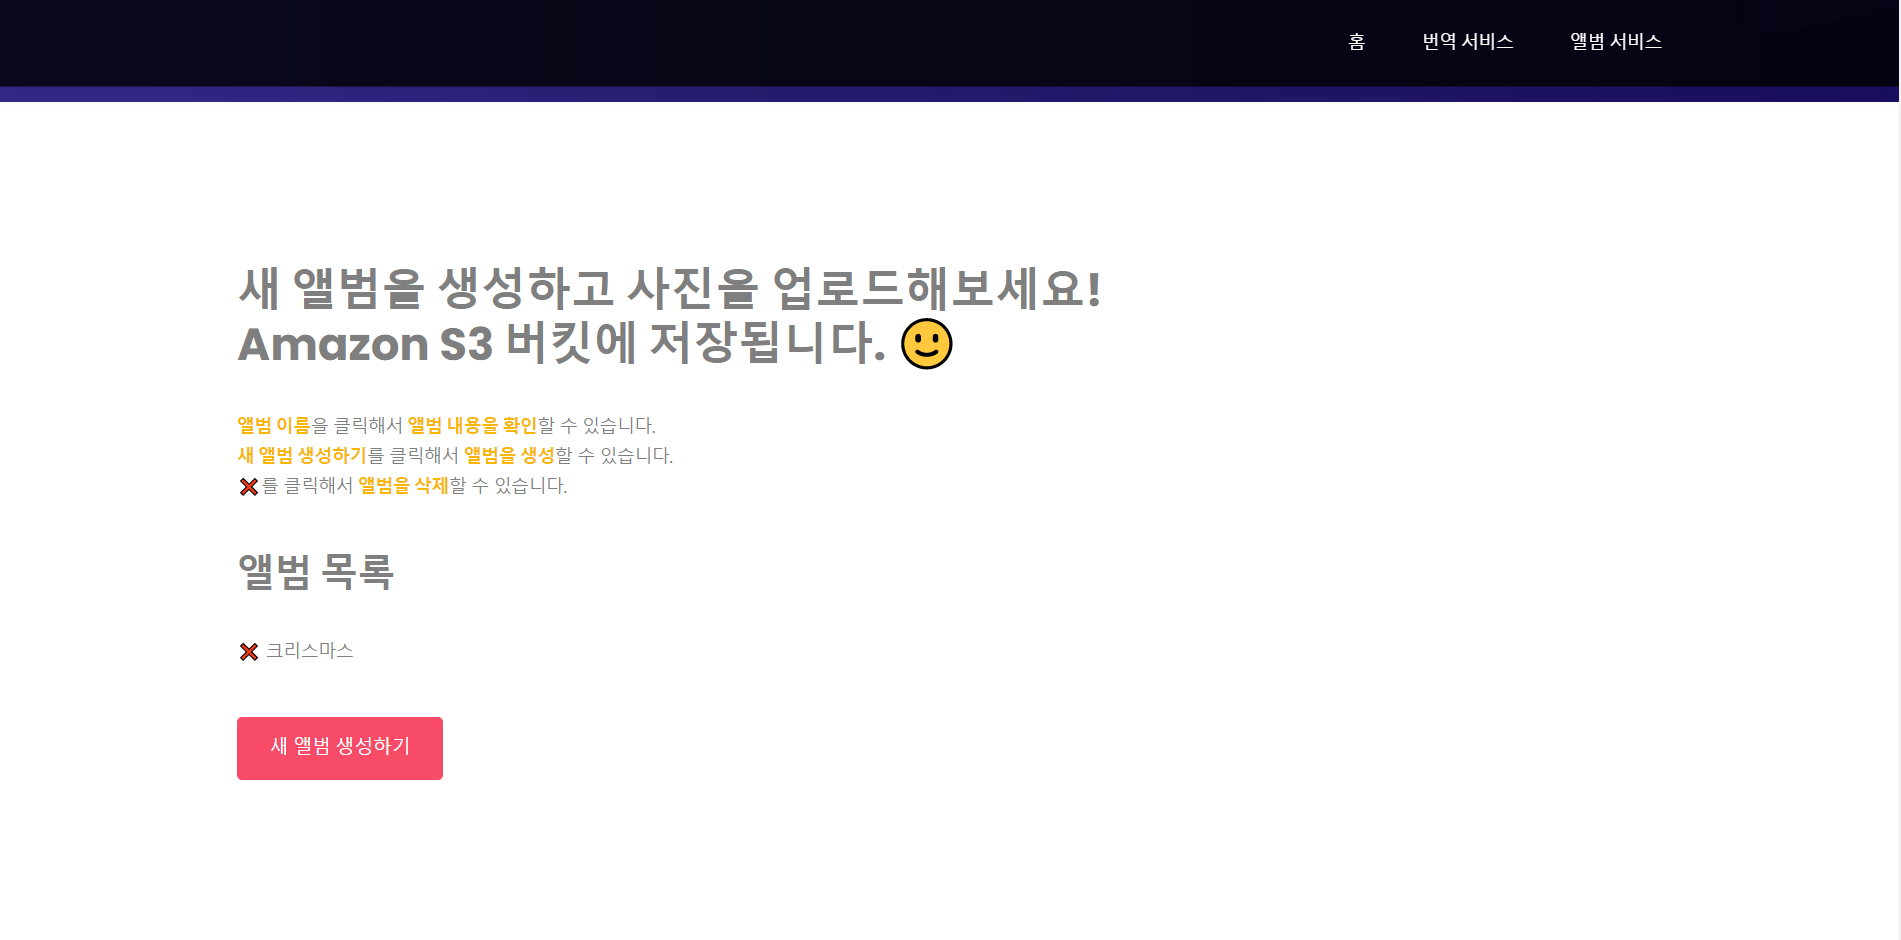 홈 번역 서비스 앨범 서비스
새 앨범을 생성하고 사진을 업로드해보세요!
Amazon S3 버킷에 저장됩니다. 🙂
앨범 이름을 클릭해서 앨범 내용을 확인할 수 있습니다.
새 앨범 생성하기를 클릭해서 앨범을 생성할 수 있습니다.
❌를 클릭해서 앨범을 삭제할 수 있습니다.
앨범 목록
❌ 크리스마스
새 앨범 생성하기